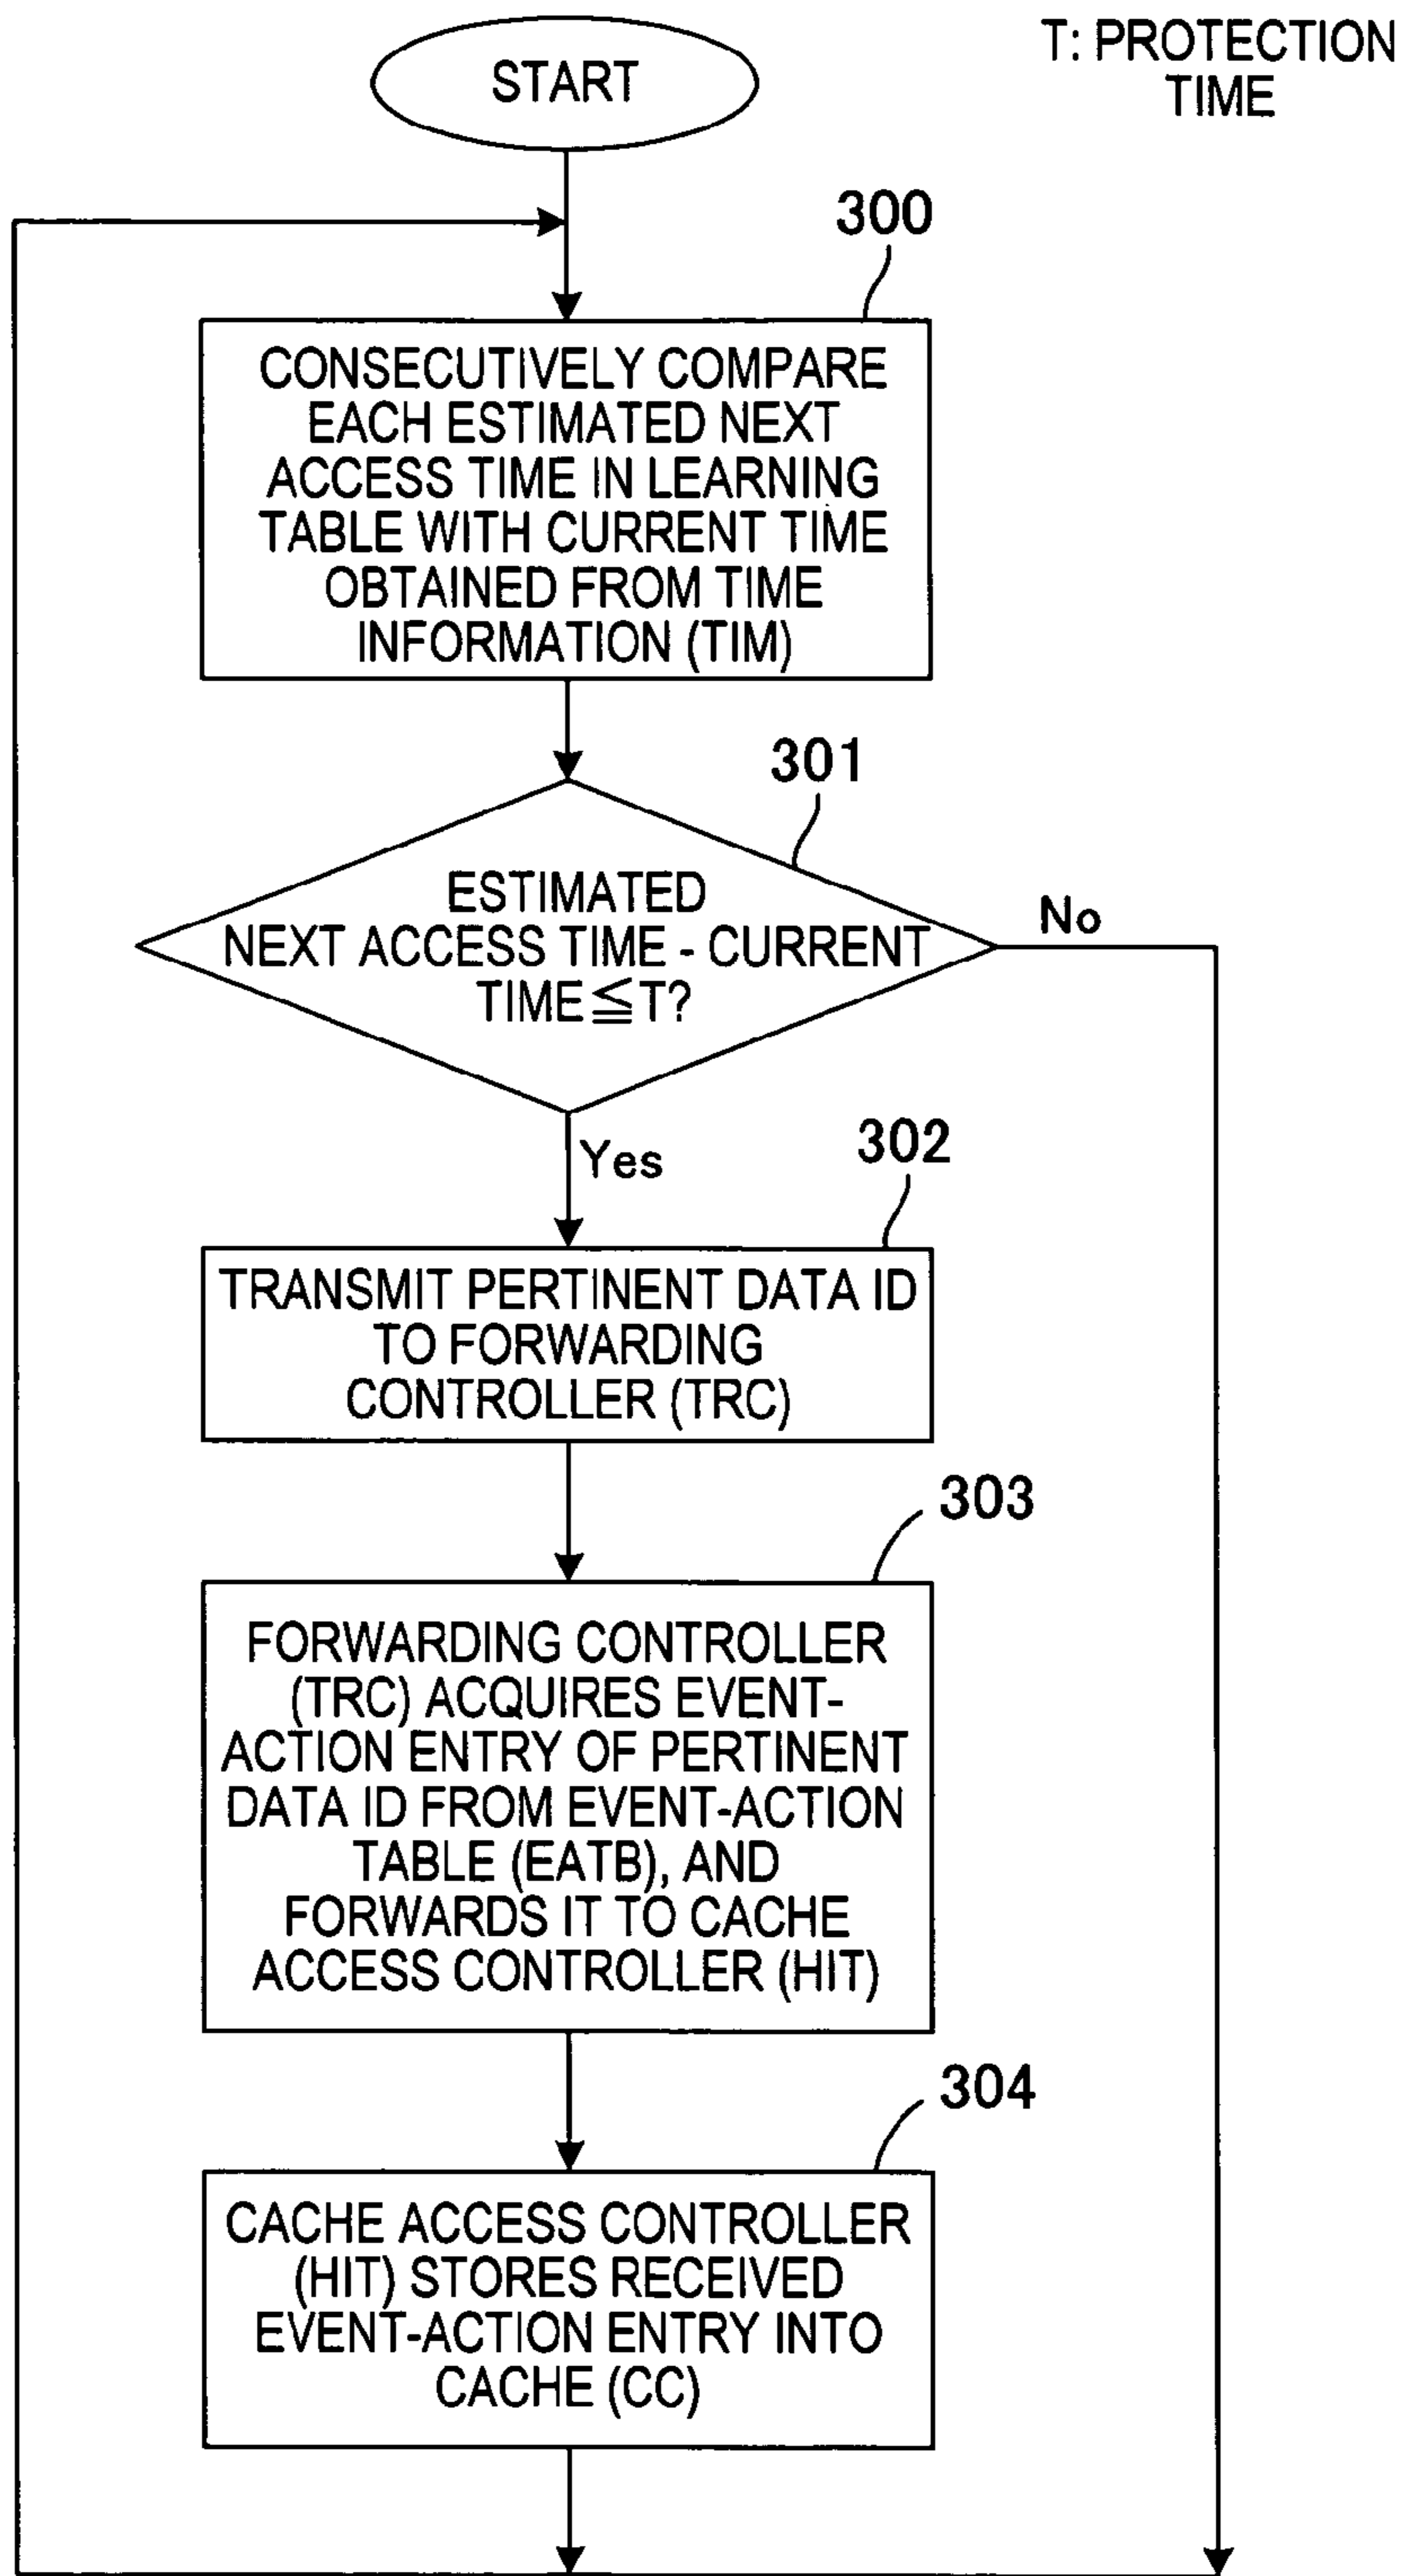 START
T: PROTECTION
TIME
300
CONSECUTIVELY COMPARE
EACH ESTIMATED NEXT
ACCESS TIME IN LEARNING
TABLE WITH CURRENT TIME
OBTAINED FROM TIME
INFORMATION (TIM)
301
ESTIMATED
NEXT ACCESS TIME - CURRENT
TIME≦T?
No
Yes
302
TRANSMIT PERTINENT DATA ID
TO FORWARDING
CONTROLLER (TRC)
303
FORWARDING CONTROLLER
(TRC) ACQUIRES EVENT-
ACTION ENTRY OF PERTINENT
DATA ID FROM EVENT-ACTION
TABLE (EATB), AND
FORWARDS IT TO CACHE
ACCESS CONTROLLER (HIT)
304
CACHE ACCESS CONTROLLER
(HIT) STORES RECEIVED
EVENT-ACTION ENTRY INTO
CACHE (CC)